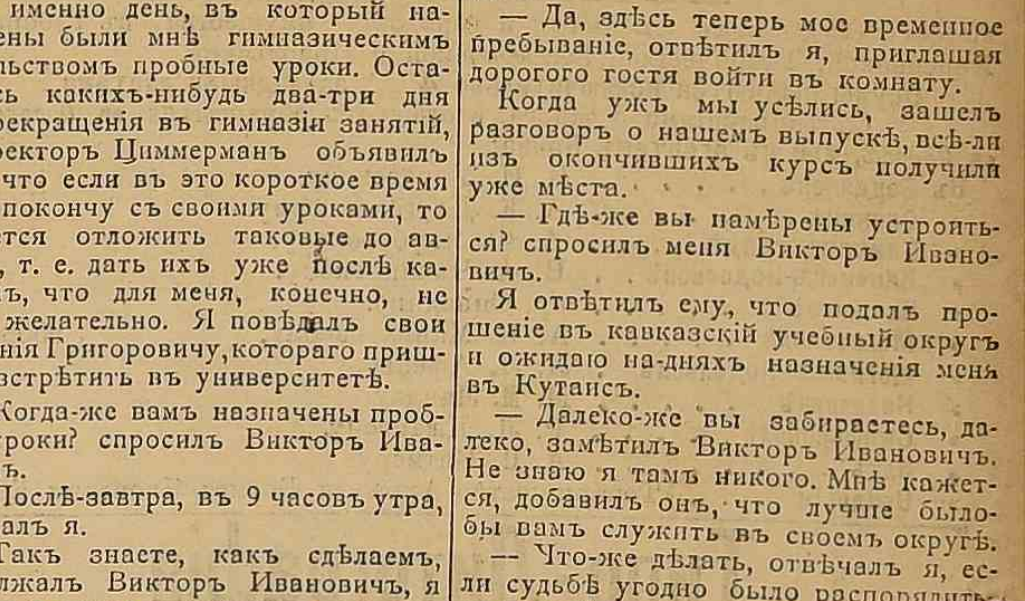 именно день, въ который на-
ены были мнѣ гимназическимъ
льствомъ пробные уроки. Оста-
сь какихъ-нибудь два-три дня
рекращенія въ гимназіи занятій,
ректоръ Циммерманъ объявилъ
что если въ это короткое время
покончу съ своими уроками, то
ется отложить таковые до ав-
, т. е. дать ихъ уже послѣ ка-
ъ, что для меня, конечно, не
желательно. Я повѣдалъ свои
нія Григоровичу, котораго приш-
встрѣтить въ университетѣ.
Когда-же вамъ назначены проб-
роки? спросилъ Викторъ Ива-
ъ.
Послѣ-завтра, въ 9 часовъ утра,
алъ я.
Такъ знаете, какъ сдѣлаемъ,
лжалъ Викторъ Ивановичъ, я
— Да, здѣсь теперь мое временное
пребываніе, отвѣтилъ я, приглашая
дорогого гостя войти въ комнату.
Когда ужъ мы усѣлись, зашелъ
разговоръ о нашемъ выпускѣ, всѣ-ли
изъ окончившихъ курсъ получили
уже мѣста.
— Гдѣ-же вы намѣрены устроить-
ся? спросилъ меня Викторъ Ивано-
вичъ.
Я отвѣтилъ ему, что подалъ про-
шеніе въ кавказскій учебный округъ
и ожидаю на-дняхъ назначенія меня
въ Кутаисъ.
— Далеко-же вы забираетесь, да-
леко, замѣтилъ Викторъ Ивановичъ.
Не знаю я тамъ никого. Мнѣ кажет-
ся, добавилъ онъ, что лучше было-
бы вамъ служить въ своемъ округѣ.
— Что-же дѣлать, отвѣчалъ я, ес-
ли судьбѣ угодно было распорядить-